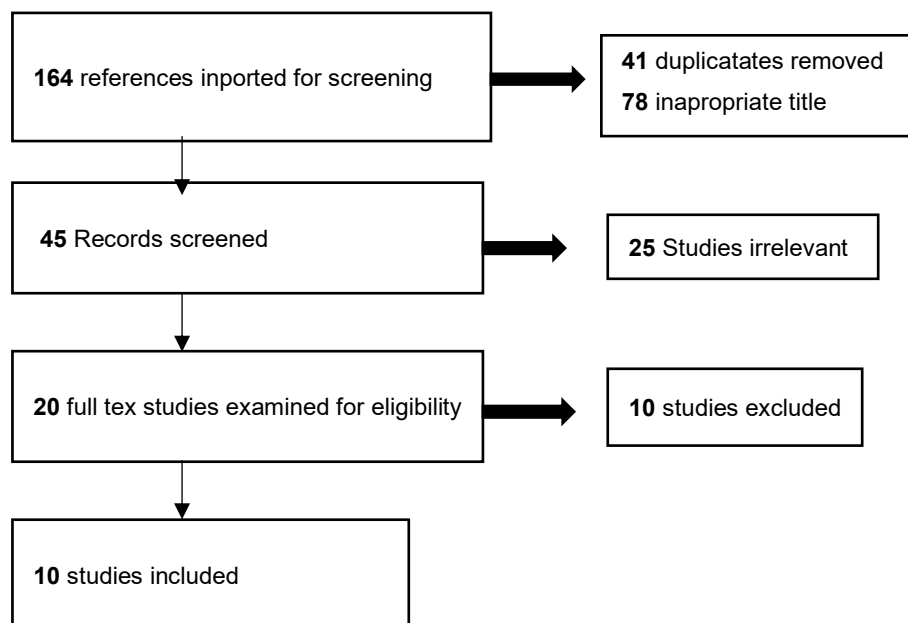 164 references inported for screening
41 duplicatates removed
78 inapropriate title
45 Records screened
25 Studies irrelevant
20 full tex studies examined for eligibility
10 studies excluded
10 studies included